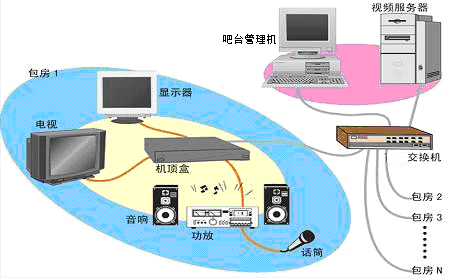 视频服务器
吧台管理机
包房 1
显示器
电视
机顶盒
交换机
音响
功放
话筒
包房 2
包房 3
包房 N